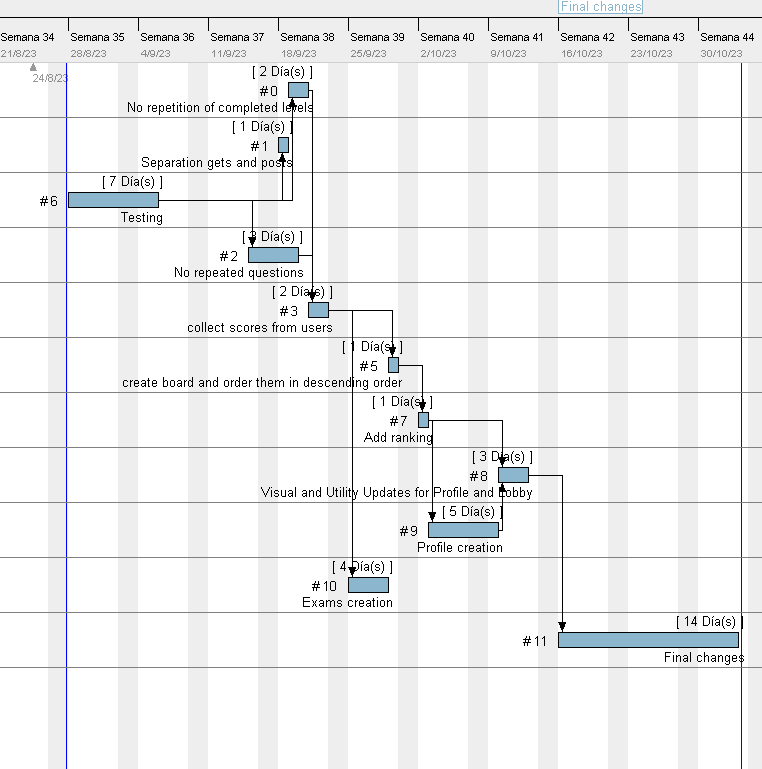 Final changes
Semana 34 Semana 35 Semana 36 Semana 37 Semana 38 Semana 39 Semana 40 Semana 41 Semana 42 Semana 43 Semana 44
21/8/23 28/8/23 4/9/23 11/9/23 18/9/23 25/9/23 2/10/23 9/10/23 16/10/23 23/10/23 30/10/23
24/8/23
[ 2 Día(s) ]
#0
No repetition of completed levels
[ 1 Día(s) ]
#1
Separation gets and posts
[ 7 Día(s) ]
#6
Testing
[ 3 Día(s) ]
#2
No repeated questions
[ 2 Día(s) ]
#3
collect scores from users
[ 1 Día(s) ]
#5
create board and order them in descending order
[ 1 Día(s) ]
#7
Add ranking
[ 3 Día(s) ]
#8
Visual and Utility Updates for Profile and Lobby
[ 5 Día(s) ]
#9
Profile creation
[ 4 Día(s) ]
#10
Exams creation
[ 14 Día(s) ]
#11
Final changes